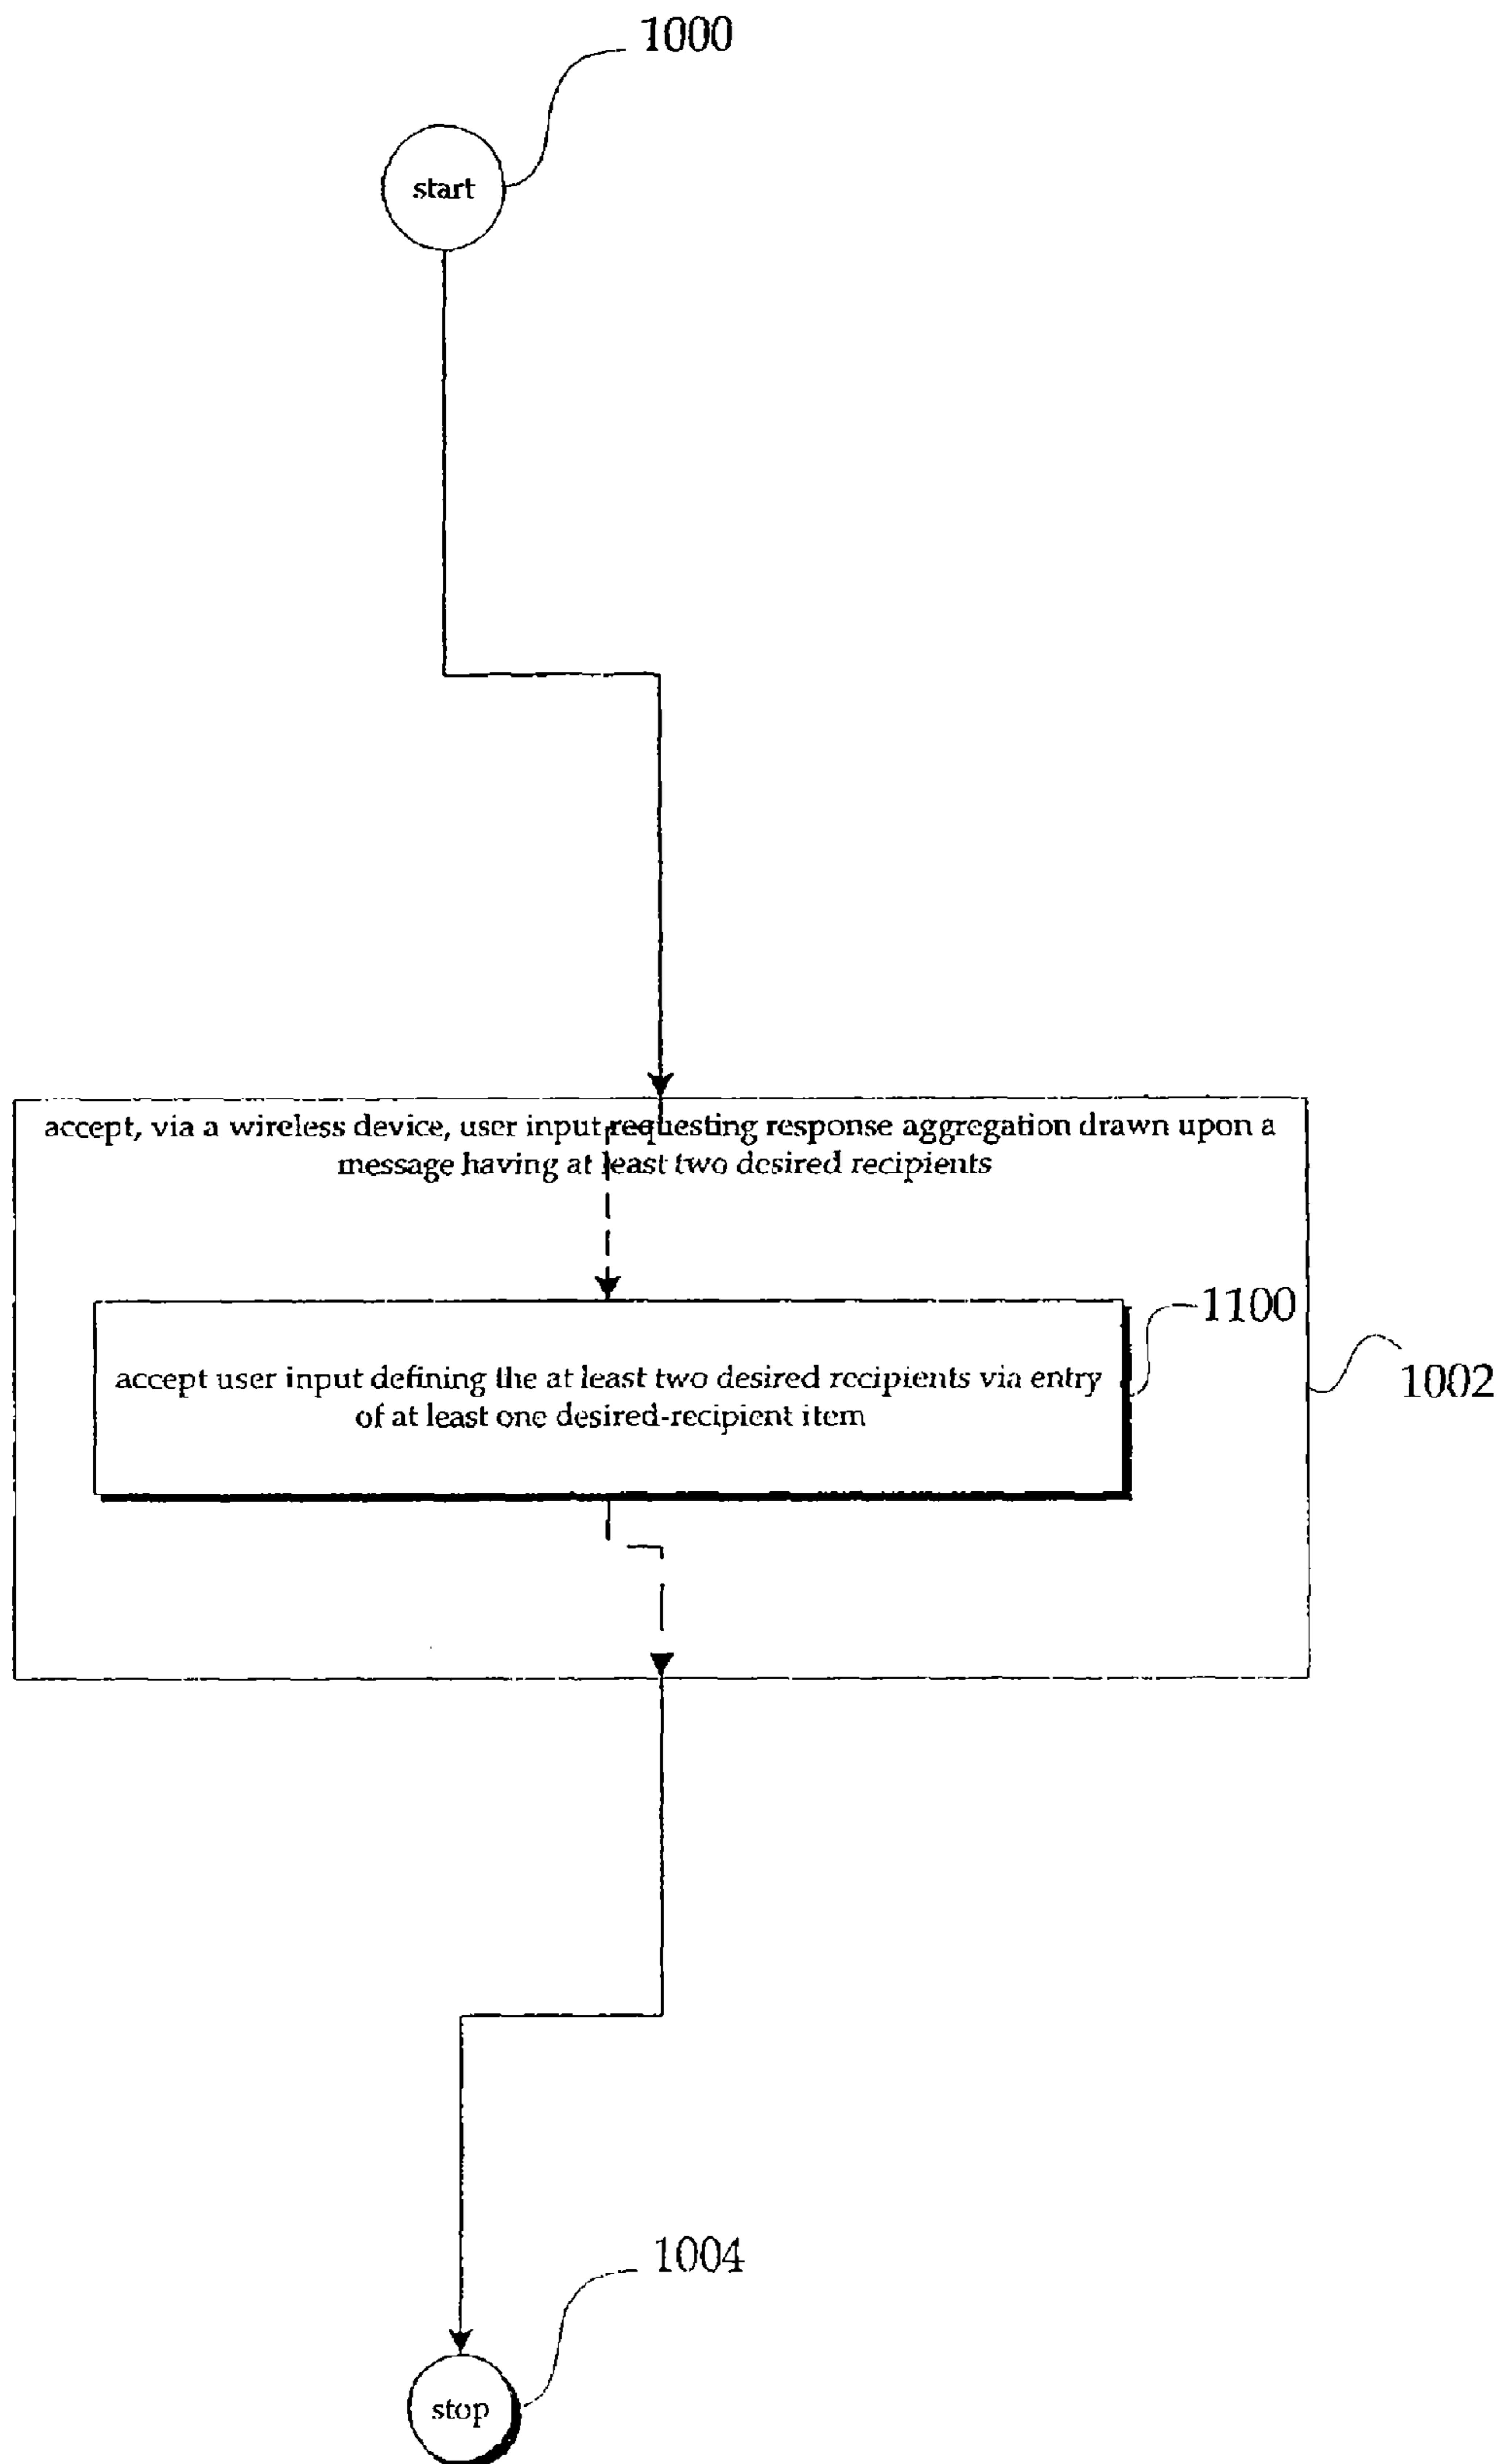 1000
start
accept, via a wireless device, user input requesting response aggregation drawn upon a
message having at least two desired recipients
1100
accept user input defining the at least two desired recipients via entry
of at least one desired-recipient item
1002
1004
stop